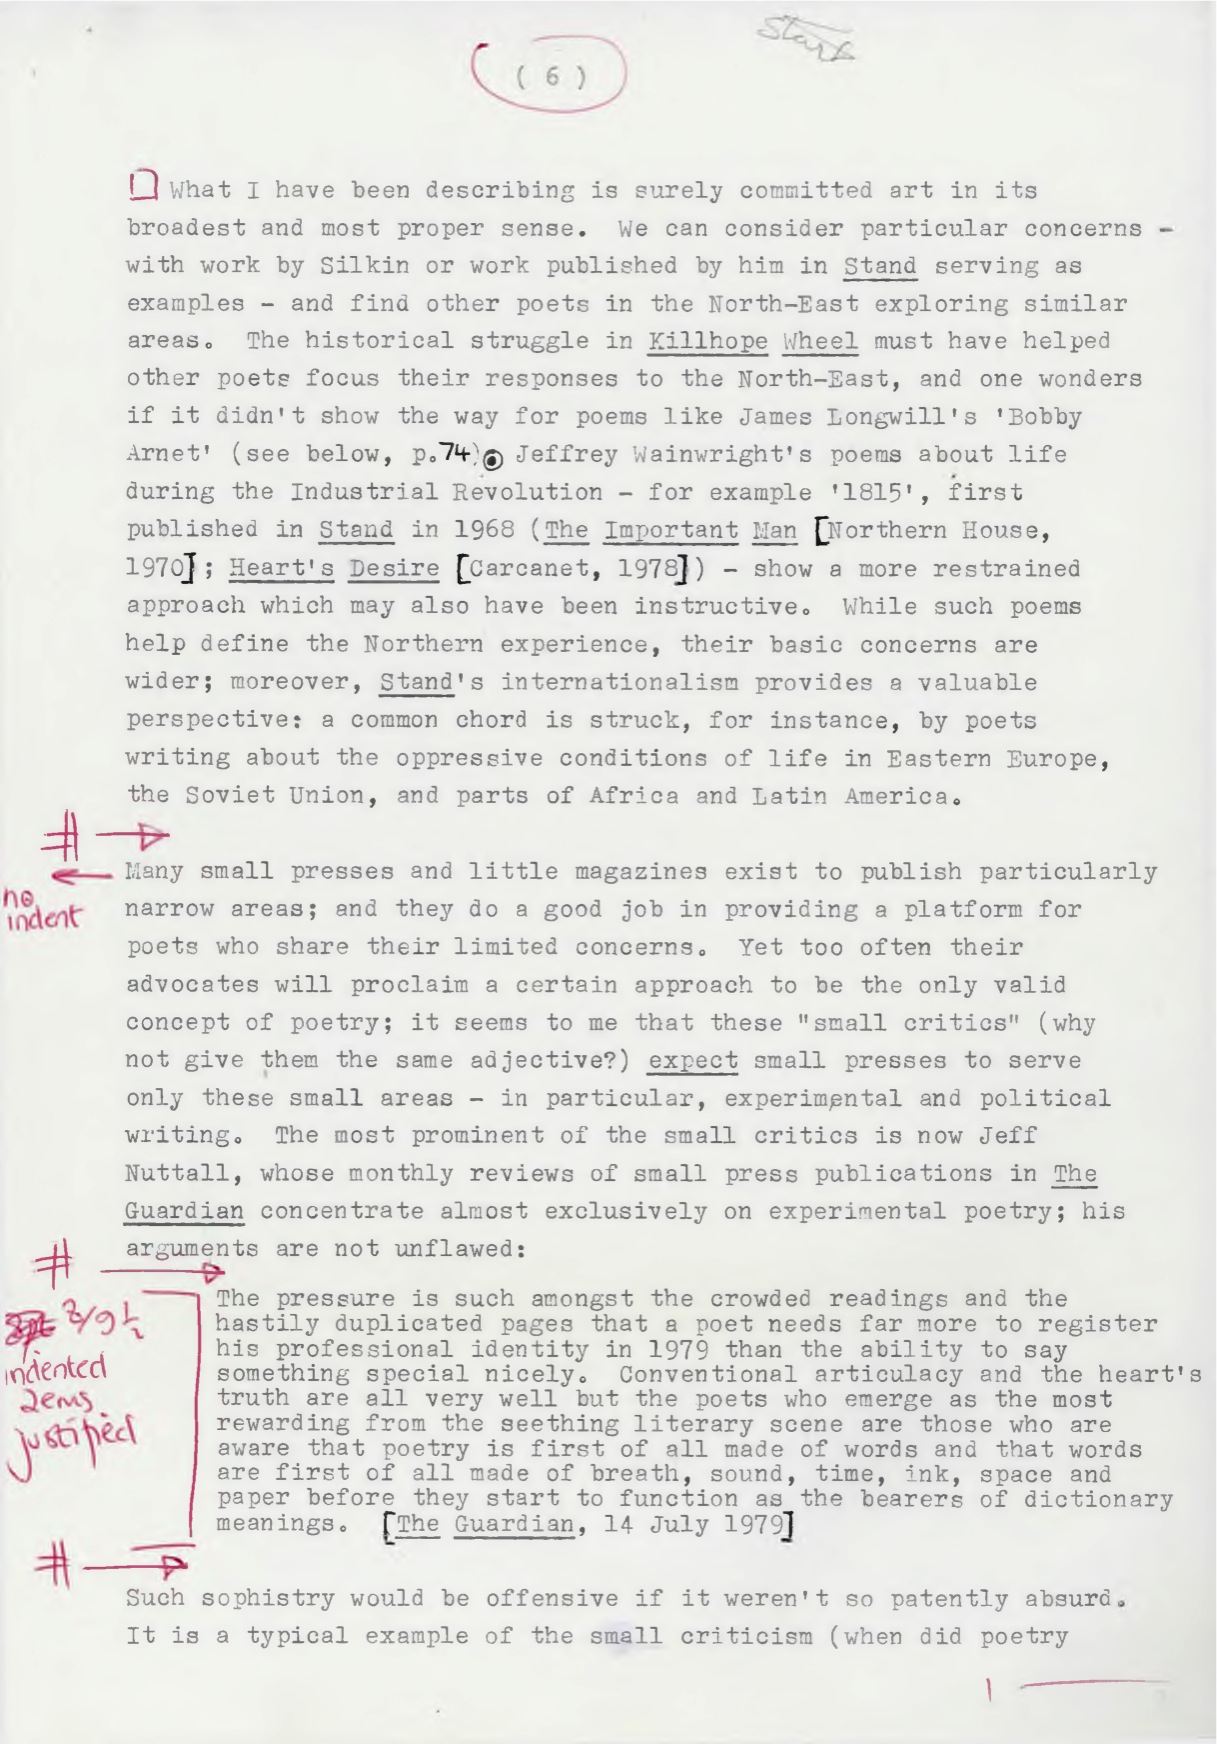 Start
( 6 )
What I have been describing is surely committed art in its
broadest and most proper sense. We can consider particular concerns -
with work by Silkin or work published by him in Stand serving as
examples - and find other poets in the North-East exploring similar
areas. The historical struggle in Killhope Wheel must have helped
other poets focus their responses to the North-East, and one wonders
if it didn't show the way for poems like James Longwill's 'Bobby
Arnet' (see below, p.74). Jeffrey Wainwright's poems about life
during the Industrial Revolution - for example '1815', first
published in Stand in 1968 (The Important Man [Northern House,
1970]; Heart's Desire [Carcanet, 1978]) - show a more restrained
approach which may also have been instructive. While such poems
help define the Northern experience, their basic concerns are
wider; moreover, Stand's internationalism provides a valuable
perspective: a common chord is struck, for instance, by poets
writing about the oppressive conditions of life in Eastern Europe,
the Soviet Union, and parts of Africa and Latin America.
#
no
indent
Many small presses and little magazines exist to publish particularly
narrow areas; and they do a good job in providing a platform for
poets who share their limited concerns. Yet too often their
advocates will proclaim a certain approach to be the only valid
concept of poetry; it seems to me that these "small critics" (why
not give them the same adjective?) expect small presses to serve
only these small areas - in particular, experimental and political
writing. The most prominent of the small critics is now Jeff
Nuttall, whose monthly reviews of small press publications in The
Guardian concentrate almost exclusively on experimental poetry; his
arguments are not unflawed:
#
8/9½
indented
2ems
justified
The pressure is such amongst the crowded readings and the
hastily duplicated pages that a poet needs far more to register
his professional identity in 1979 than the ability to say
something special nicely. Conventional articulacy and the heart's
truth are all very well but the poets who emerge as the most
rewarding from the seething literary scene are those who are
aware that poetry is first of all made of words and that words
are first of all made of breath, sound, time, ink, space and
paper before they start to function as the bearers of dictionary
meanings. [The Guardian, 14 July 1979]
#
Such sophistry would be offensive if it weren't so patently absurd.
It is a typical example of the small criticism (when did poetry